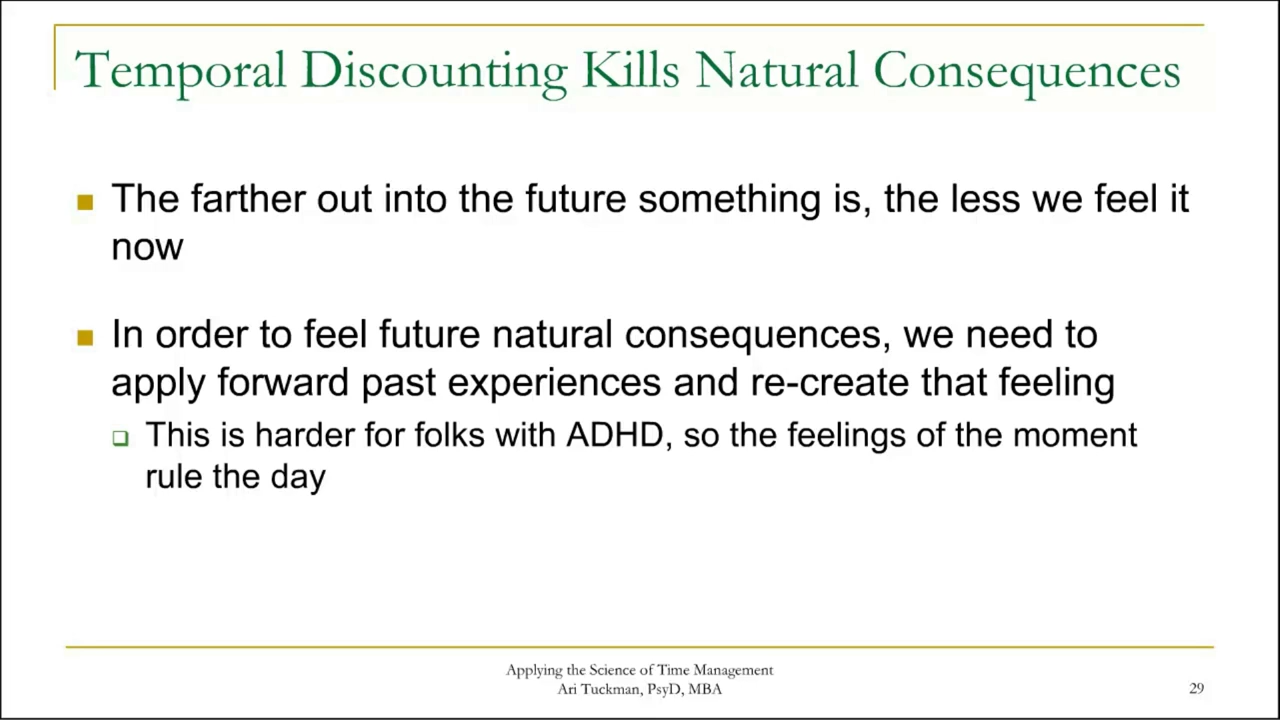 Temporal Discounting Kills Natural Consequences
The farther out into the future something is, the less we feel it
now
In order to feel future natural consequences, we need to
apply forward past experiences and re-create that feeling
This is harder for folks with ADHD, so the feelings of the moment
rule the day
Applying the Science of Time Management
Ari Tuckman, PsyD, MBA
29